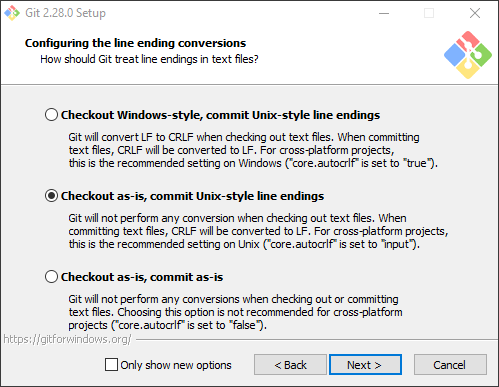 Git 2.28.0 Setup
Configuring the line ending conversions
How should Git treat line endings in text files?
Checkout Windows-style, commit Unix-style line endings
Git will convert LF to CRLF when checking out text files. When committing
text files, CRLF will be converted to LF. For cross-platform projects,
this is the recommended setting on Windows ("core.autocrlf" is set to "true").
Checkout as-is, commit Unix-style line endings
Git will not perform any conversion when checking out text files. When
committing text files, CRLF will be converted to LF. For cross-platform projects,
this is the recommended setting on Unix ("core.autocrlf" is set to "input").
Checkout as-is, commit as-is
Git will not perform any conversions when checking out or committing
text files. Choosing this option is not recommended for cross-platform
projects ("core.autocrlf" is set to "false").
https://gitforwindows.org/
Only show new options
< Back
Next >
Cancel